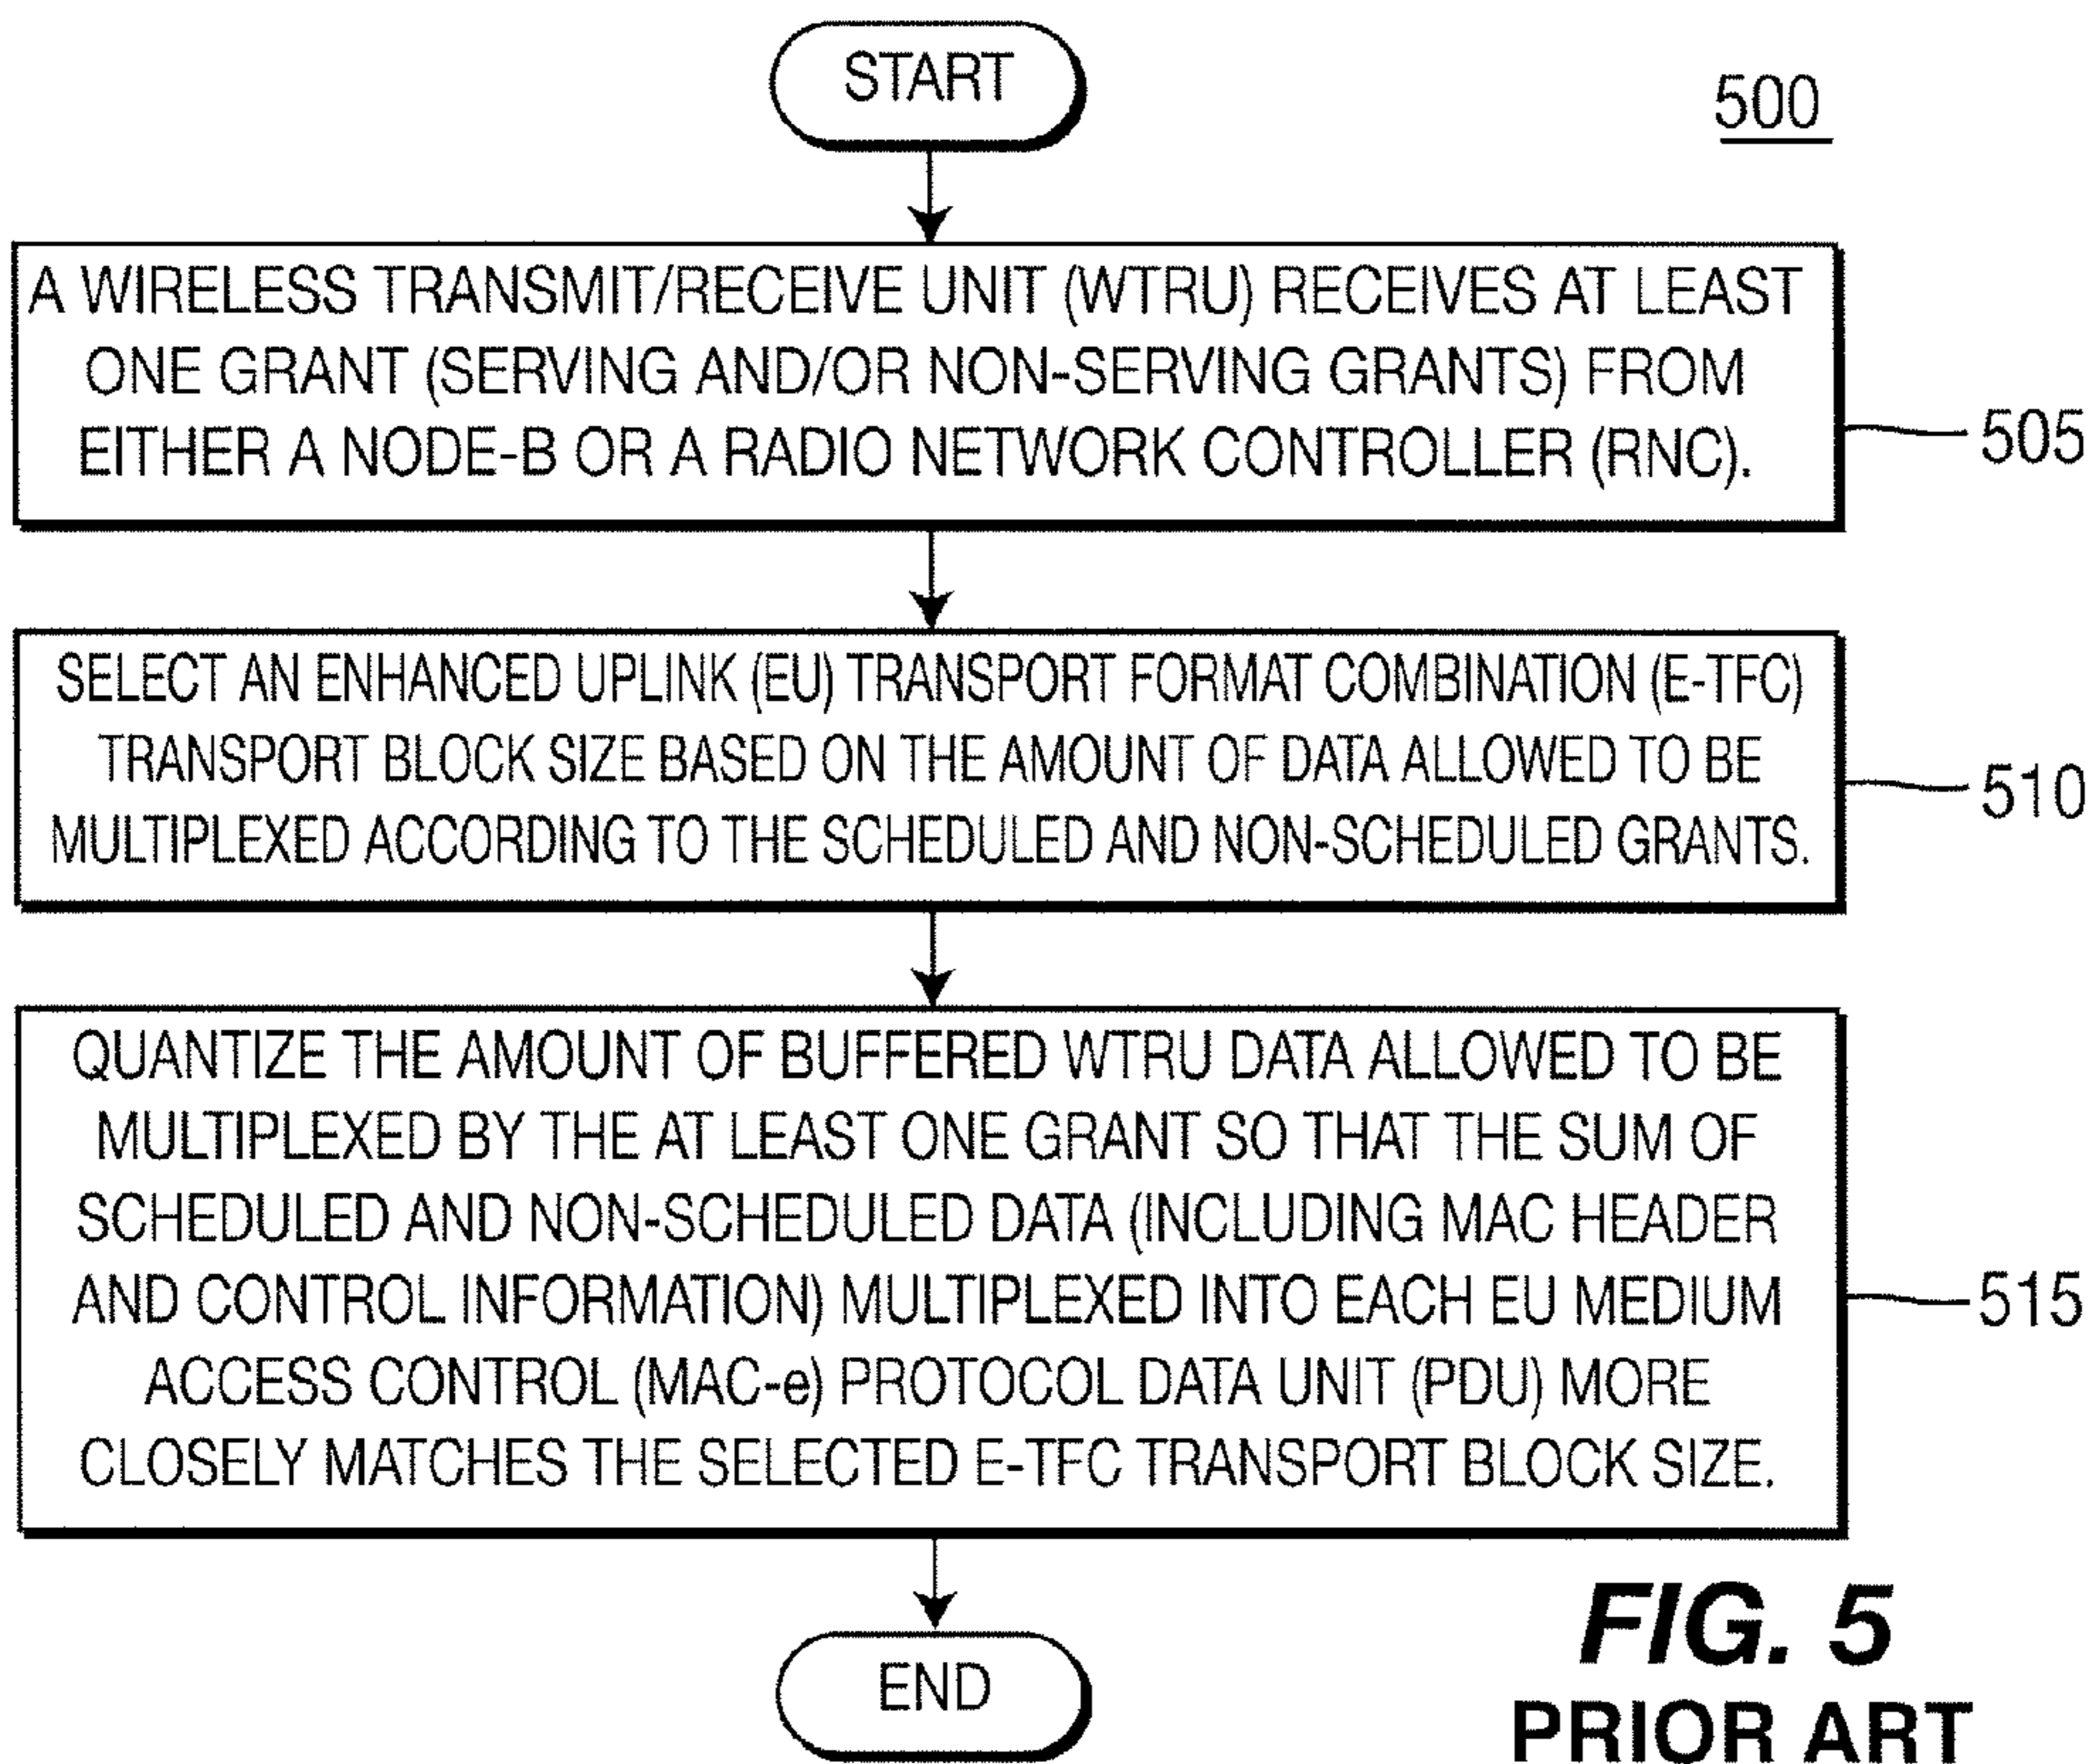 START
500
A WIRELESS TRANSMIT/RECEIVE UNIT (WTRU) RECEIVES AT LEAST
ONE GRANT (SERVING AND/OR NON-SERVING GRANTS) FROM
EITHER A NODE-B OR A RADIO NETWORK CONTROLLER (RNC).
505
SELECT AN ENHANCED UPLINK (EU) TRANSPORT FORMAT COMBINATION (E-TFC)
TRANSPORT BLOCK SIZE BASED ON THE AMOUNT OF DATA ALLOWED TO BE
MULTIPLEXED ACCORDING TO THE SCHEDULED AND NON-SCHEDULED GRANTS.
510
QUANTIZE THE AMOUNT OF BUFFERED WTRU DATA ALLOWED TO BE
MULTIPLEXED BY THE AT LEAST ONE GRANT SO THAT THE SUM OF
SCHEDULED AND NON-SCHEDULED DATA (INCLUDING MAC HEADER
AND CONTROL INFORMATION) MULTIPLEXED INTO EACH EU MEDIUM
ACCESS CONTROL (MAC-e) PROTOCOL DATA UNIT (PDU) MORE
CLOSELY MATCHES THE SELECTED E-TFC TRANSPORT BLOCK SIZE.
515
END
FIG. 5
PRIOR ART